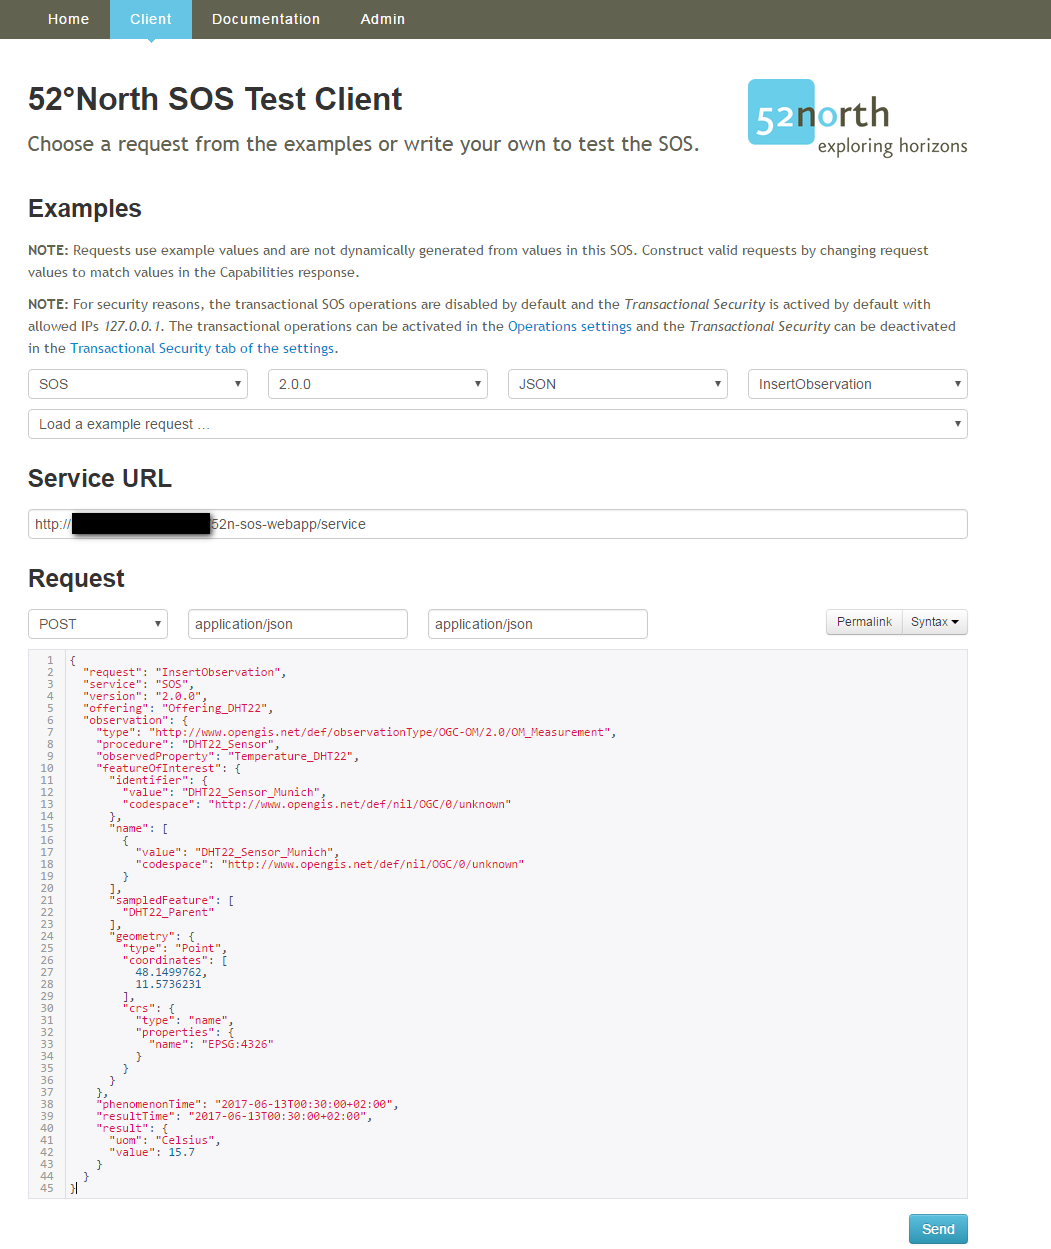 Home Client Documentation Admin
52°North SOS Test Client
Choose a request from the examples or write your own to test the SOS.
52north
exploring horizons
Examples
NOTE: Requests use example values and are not dynamically generated from values in this SOS. Construct valid requests by changing request
values to match values in the Capabilities response.
NOTE: For security reasons, the transactional SOS operations are disabled by default and the Transactional Security is actived by default with
allowed IPs 127.0.0.1. The transactional operations can be activated in the Operations settings and the Transactional Security can be deactivated
in the Transactional Security tab of the settings.
SOS 2.0.0 JSON InsertObservation
Load a example request ...
Service URL
http:// 52n-sos-webapp/service
Request
POST application/json application/json Permalink Syntax
1 {
2 "request": "InsertObservation",
3 "service": "SOS",
4 "version": "2.0.0",
5 "offering": "Offering_DHT22",
6 "observation": {
7 "type": "http://www.opengis.net/def/observationType/OGC-OM/2.0/OM_Measurement",
8 "procedure": "DHT22_Sensor",
9 "observedProperty": "Temperature_DHT22",
10 "featureOfInterest": {
11 "identifier": {
12 "value": "DHT22_Sensor_Munich",
13 "codespace": "http://www.opengis.net/def/nil/OGC/0/unknown"
14 },
15 "name": [
16 {
17 "value": "DHT22_Sensor_Munich",
18 "codespace": "http://www.opengis.net/def/nil/OGC/0/unknown"
19 }
20 ],
21 "sampledFeature": [
22 "DHT22_Parent"
23 ],
24 "geometry": {
25 "type": "Point",
26 "coordinates": [
27 48.1499762,
28 11.5736231
29 ],
30 "crs": {
31 "type": "name",
32 "properties": {
33 "name": "EPSG:4326"
34 }
35 }
36 }
37 },
38 "phenomenonTime": "2017-06-13T00:30:00+02:00",
39 "resultTime": "2017-06-13T00:30:00+02:00",
40 "result": {
41 "uom": "Celsius",
42 "value": 15.7
43 }
44 }
45 }
Send